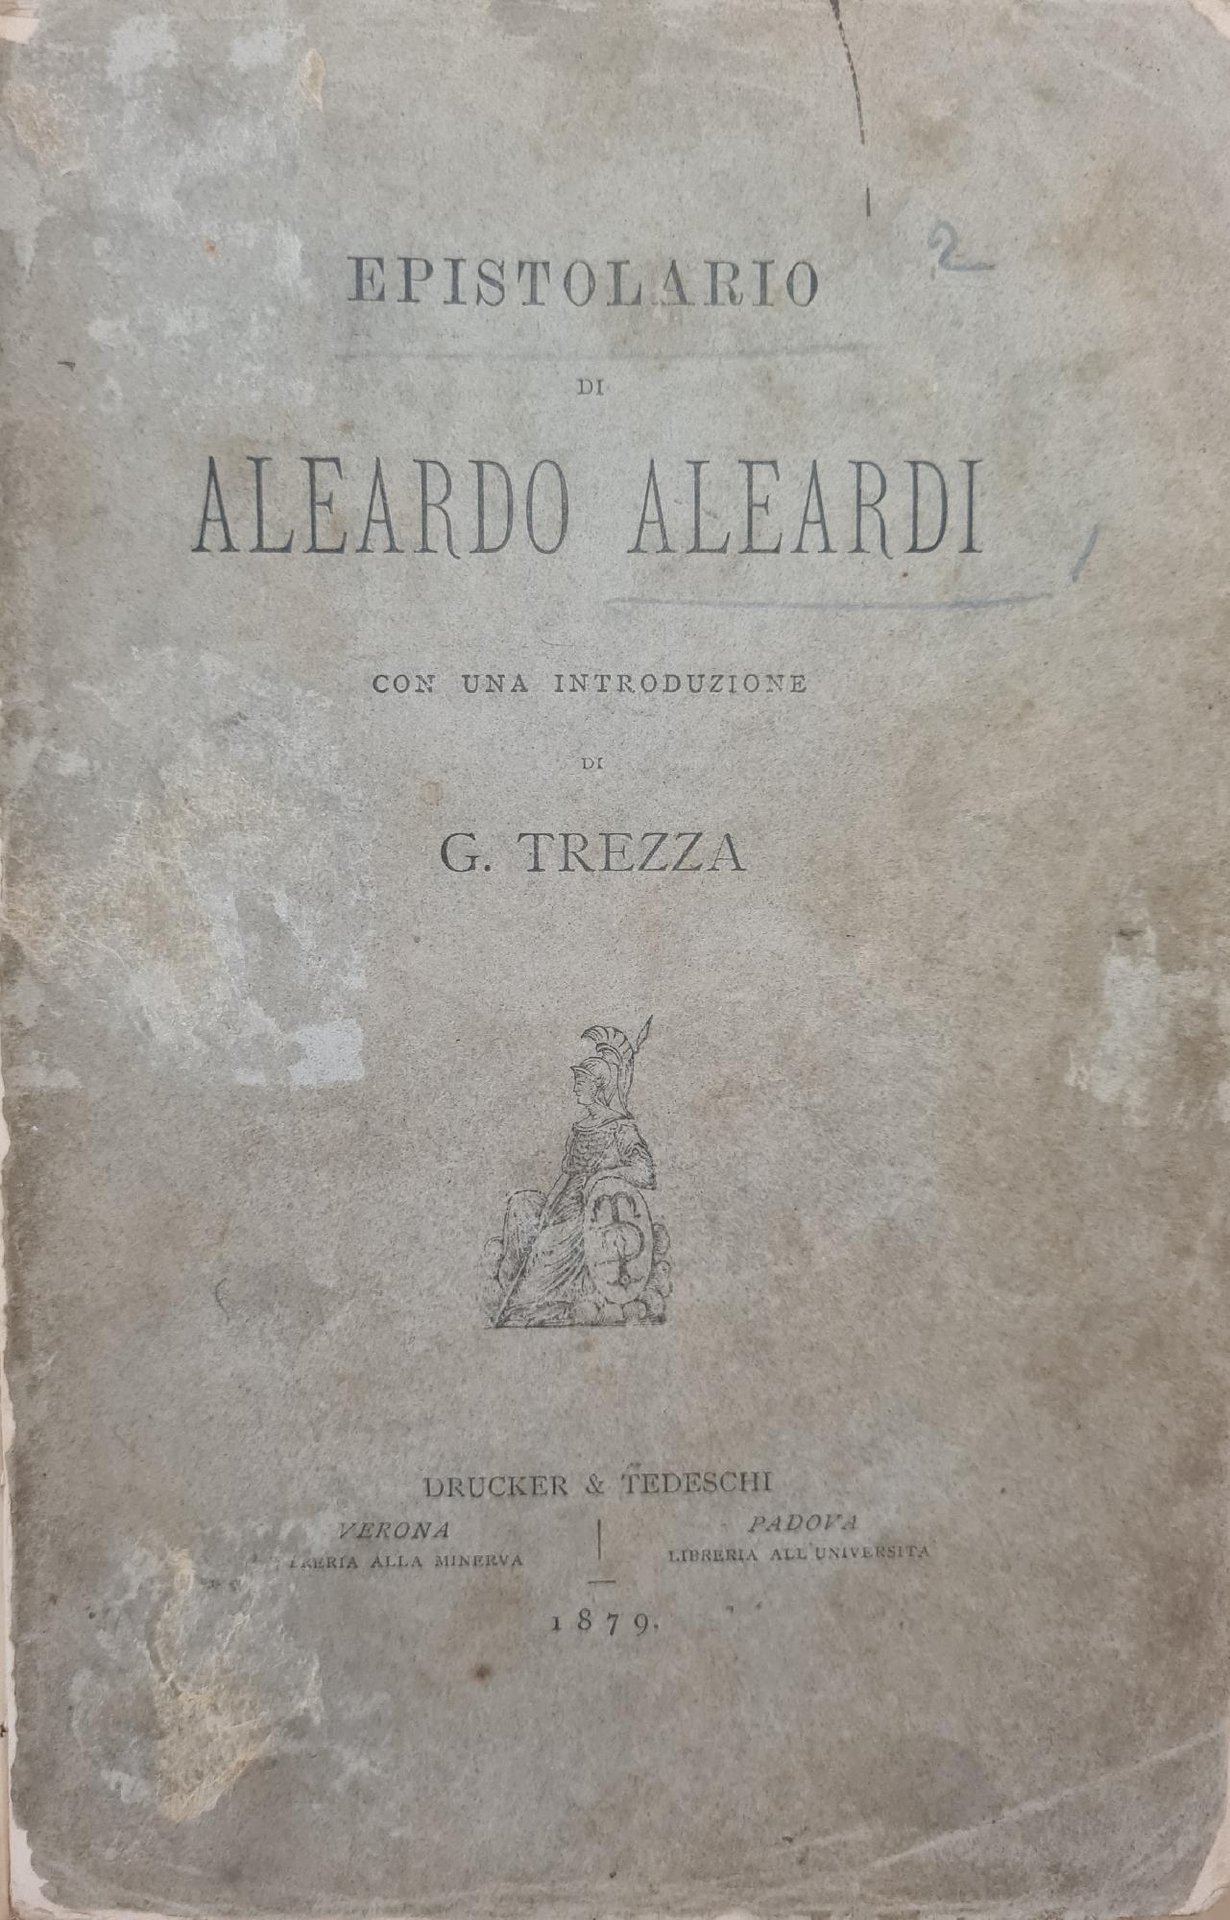 EPISTOLARIO
2
DI
ALEARDO ALEARDI
CON UNA INTRODUZIONE
DI
G. TREZZA
DRUCKER & TEDESCHI
VERONA
ALLA MINERVA
PADOVA
LIBRERIA ALL'UNIVERSITÀ
1879.